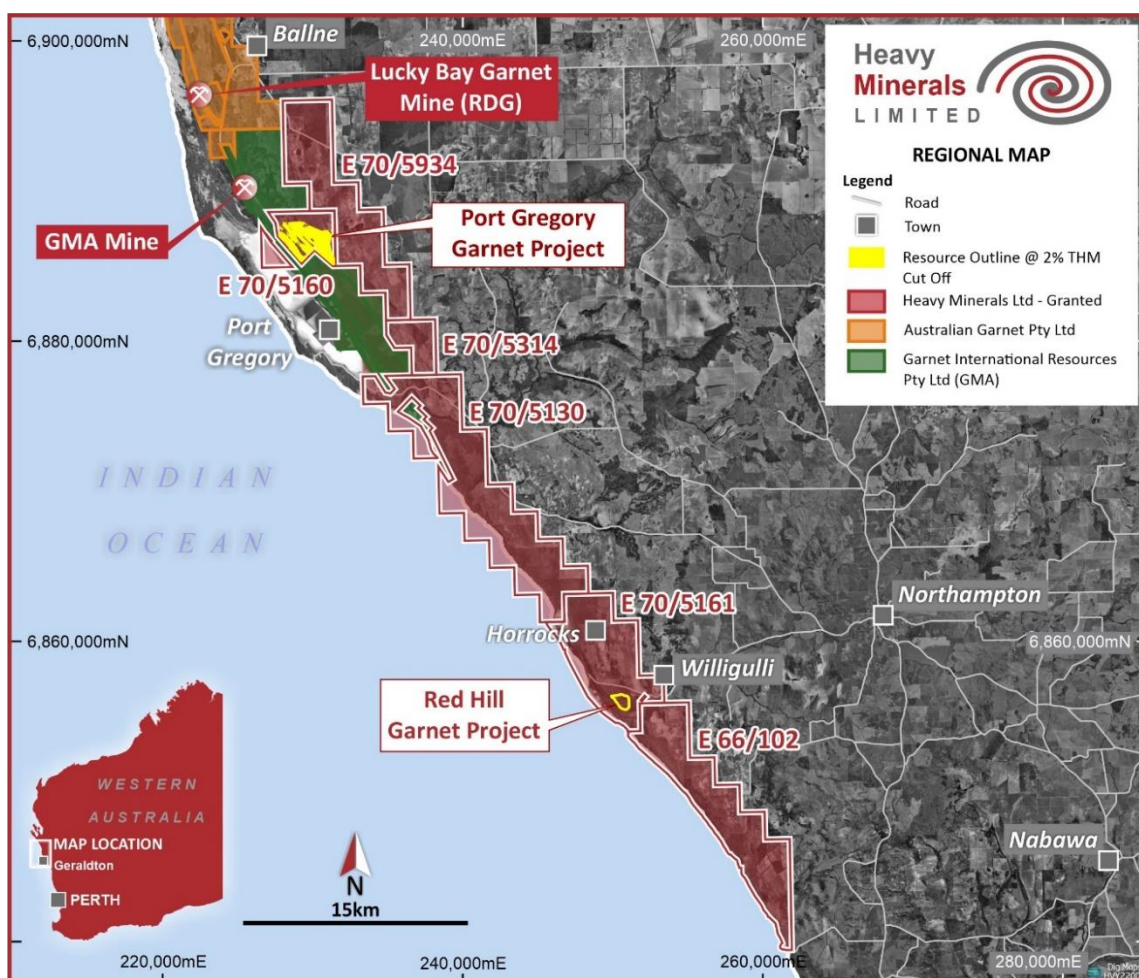 6,900,000mN
Ballne
240,000mE
260,000mE
Lucky Bay Garnet
Mine (RDG)
Heavy
Minerals
LIMITED
REGIONAL MAP
Legend
Road
Town
Resource Outline @ 2% THM
Cut Off
Heavy Minerals Ltd - Granted
Australian Garnet Pty Ltd
Garnet International Resources
Pty Ltd (GMA)
E 70/5934
GMA Mine
Port Gregory
Garnet Project
E 70/5160
Port
Gregory
6,880,000mN
E 70/5314
E 70/5130
INDIAN
OCEAN
E 70/5161
Northampton
Horrocks
6,860,000mN
6,860,000mN
Willigulli
Red Hill
Garnet Project
E 66/102
WESTERN
AUSTRALIA
MAP LOCATION
Geraldton
PERTH
N
15km
Nabawa
220,000mE
240,000mE
260,000mE
280,000mE